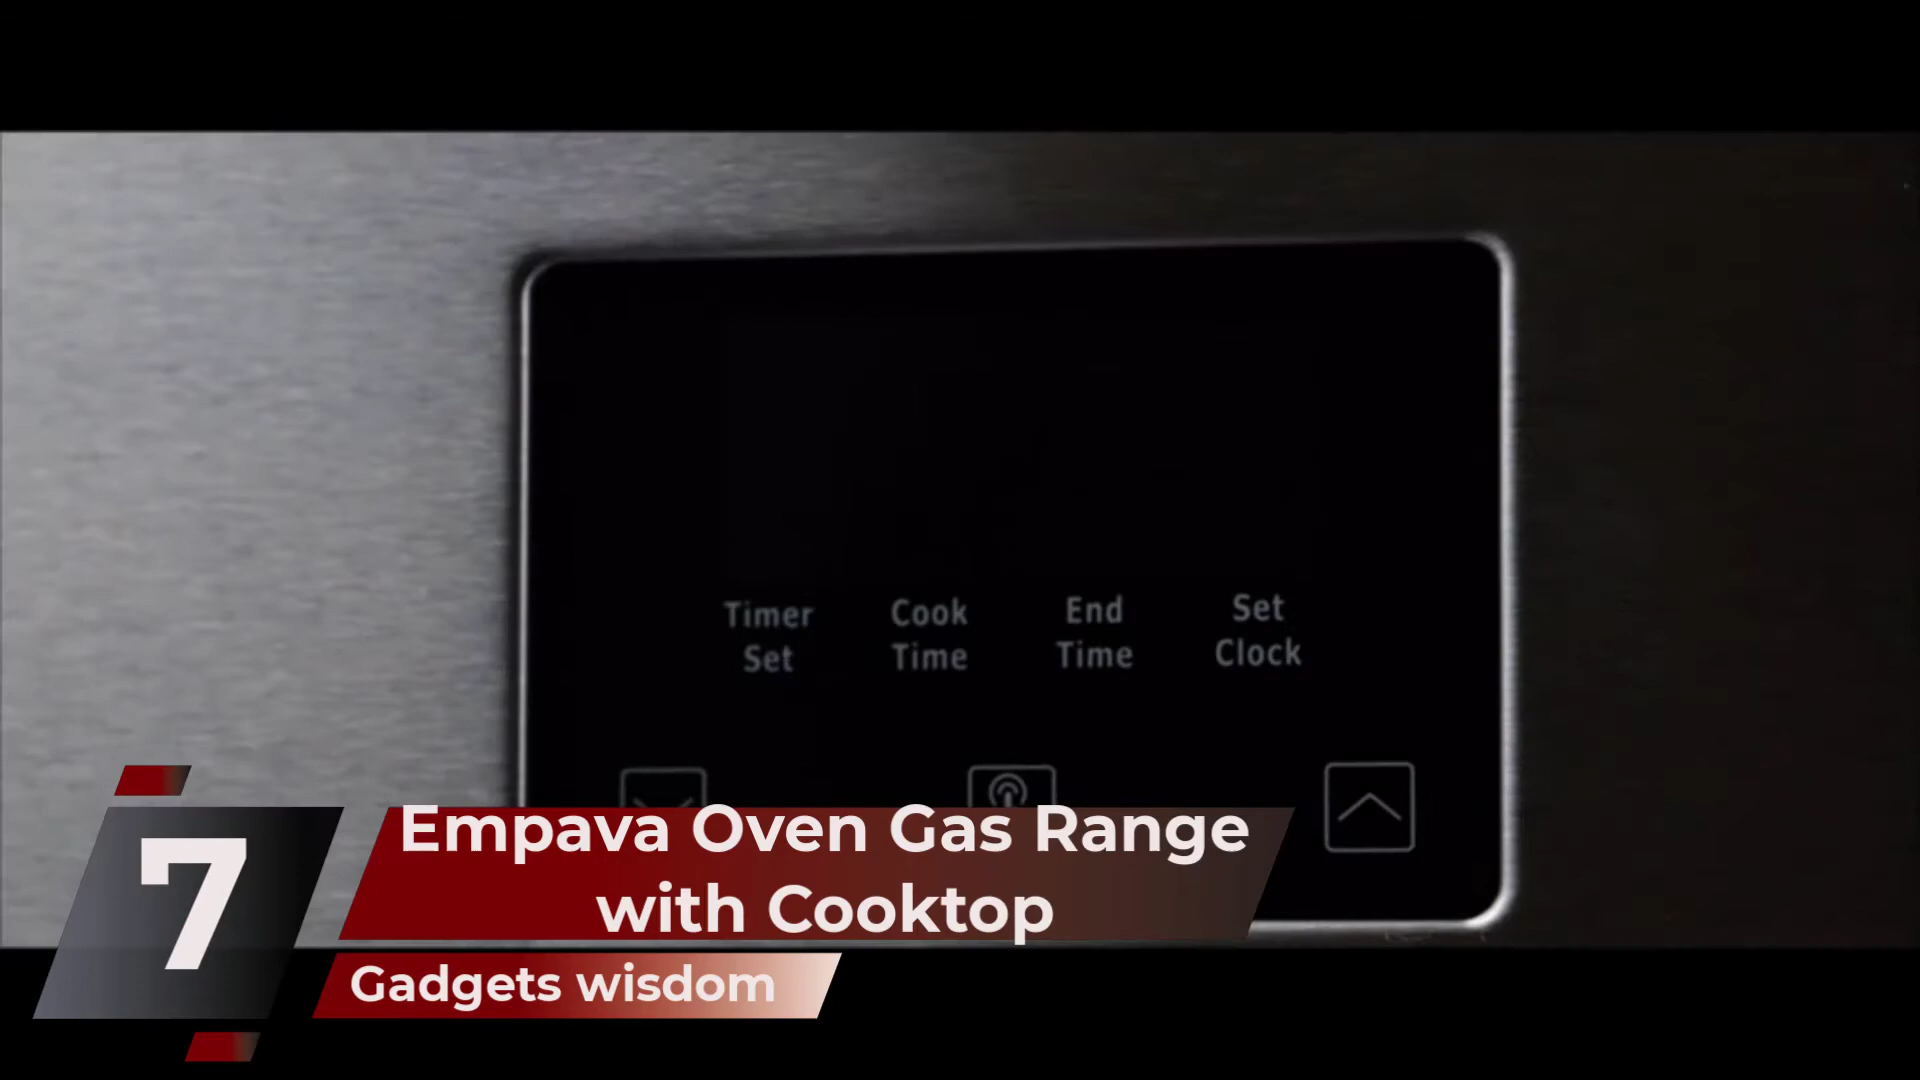 Timer Set
Cook Time
End Time
Set Clock
7
Empava Oven Gas Range
with Cooktop
Gadgets wisdom